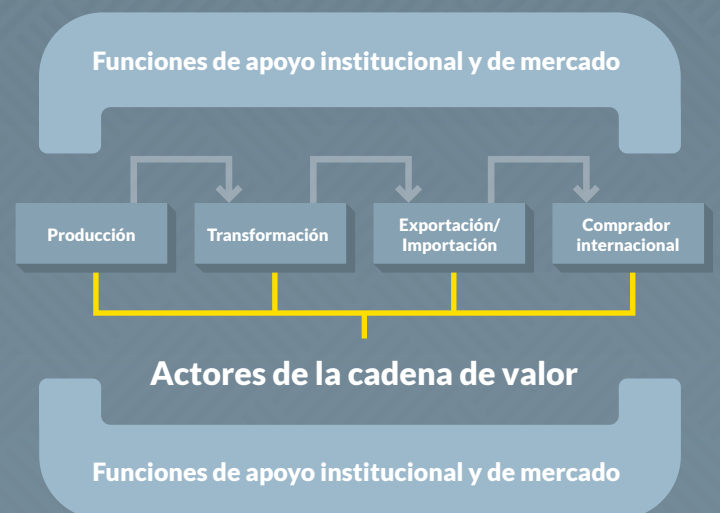 Funciones de apoyo institucional y de mercado
Producción
Transformación
Exportación/
Importación
Comprador
internacional
Actores de la cadena de valor
Funciones de apoyo institucional y de mercado